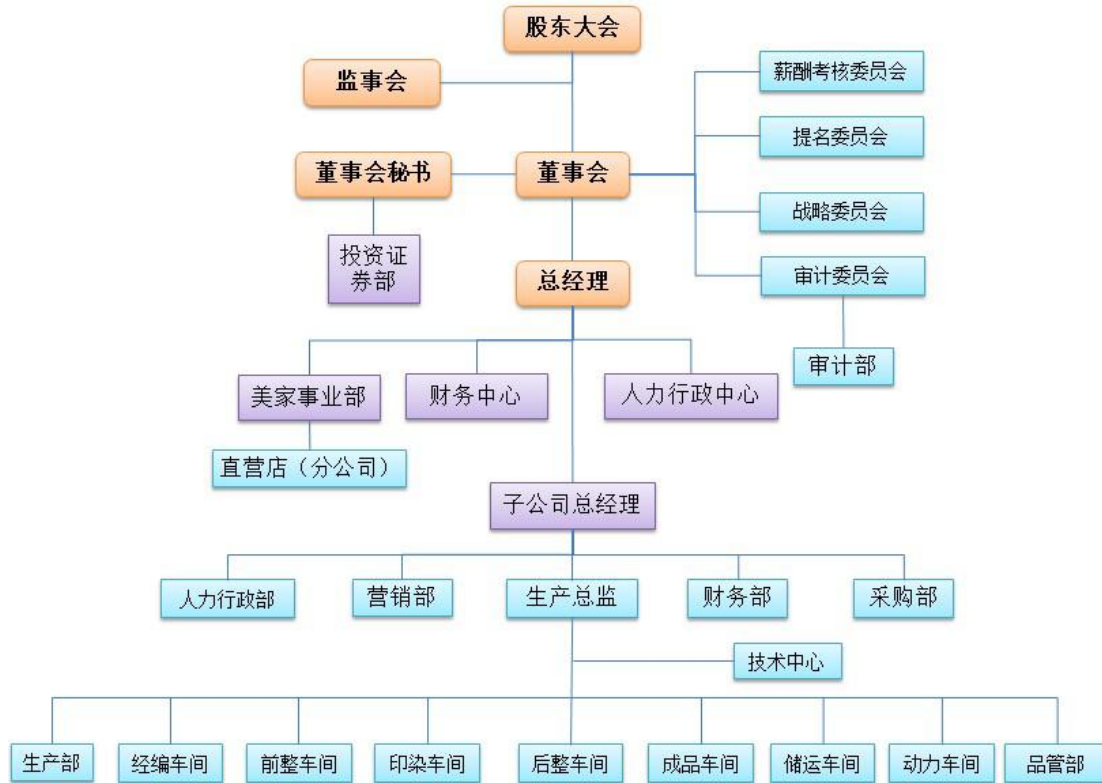 股东大会
监事会
薪酬考核委员会
提名委员会
董事会秘书
董事会
战略委员会
投资证
券部
总经理
审计委员会
审计部
美家事业部
财务中心
人力行政中心
直营店（分公司）
子公司总经理
人力行政部
营销部
生产总监
财务部
采购部
技术中心
生产部
经编车间
前整车间
印染车间
后整车间
成品车间
储运车间
动力车间
品管部